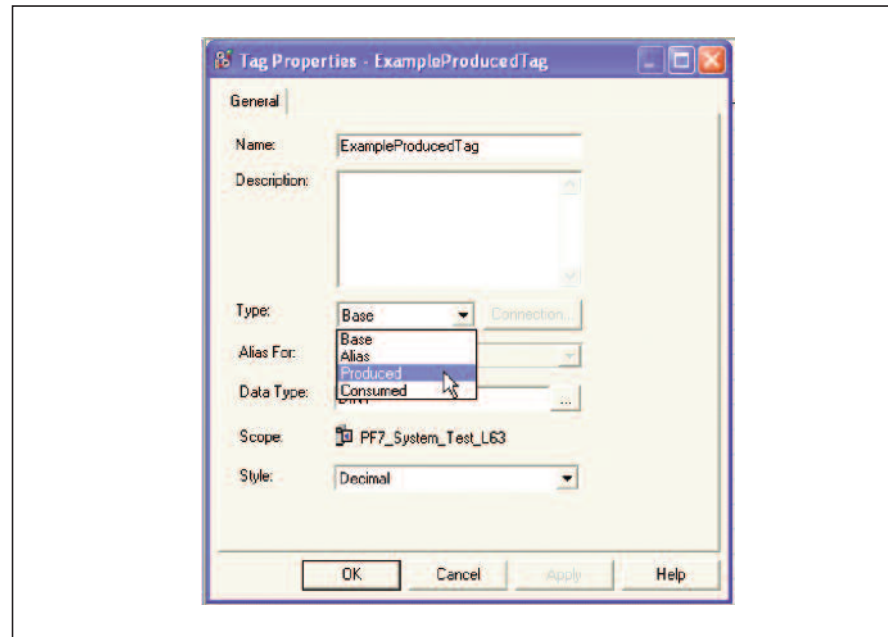 Tag Properties - ExampleProducedTag
General
Name: ExampleProducedTag
Description:
Type: Base Connection...
Base
Alias
Produced
Consumed
Alias For:
Data Type: ...
Scope: PF7_System_Test_L63
Style: Decimal
OK Cancel Apply Help